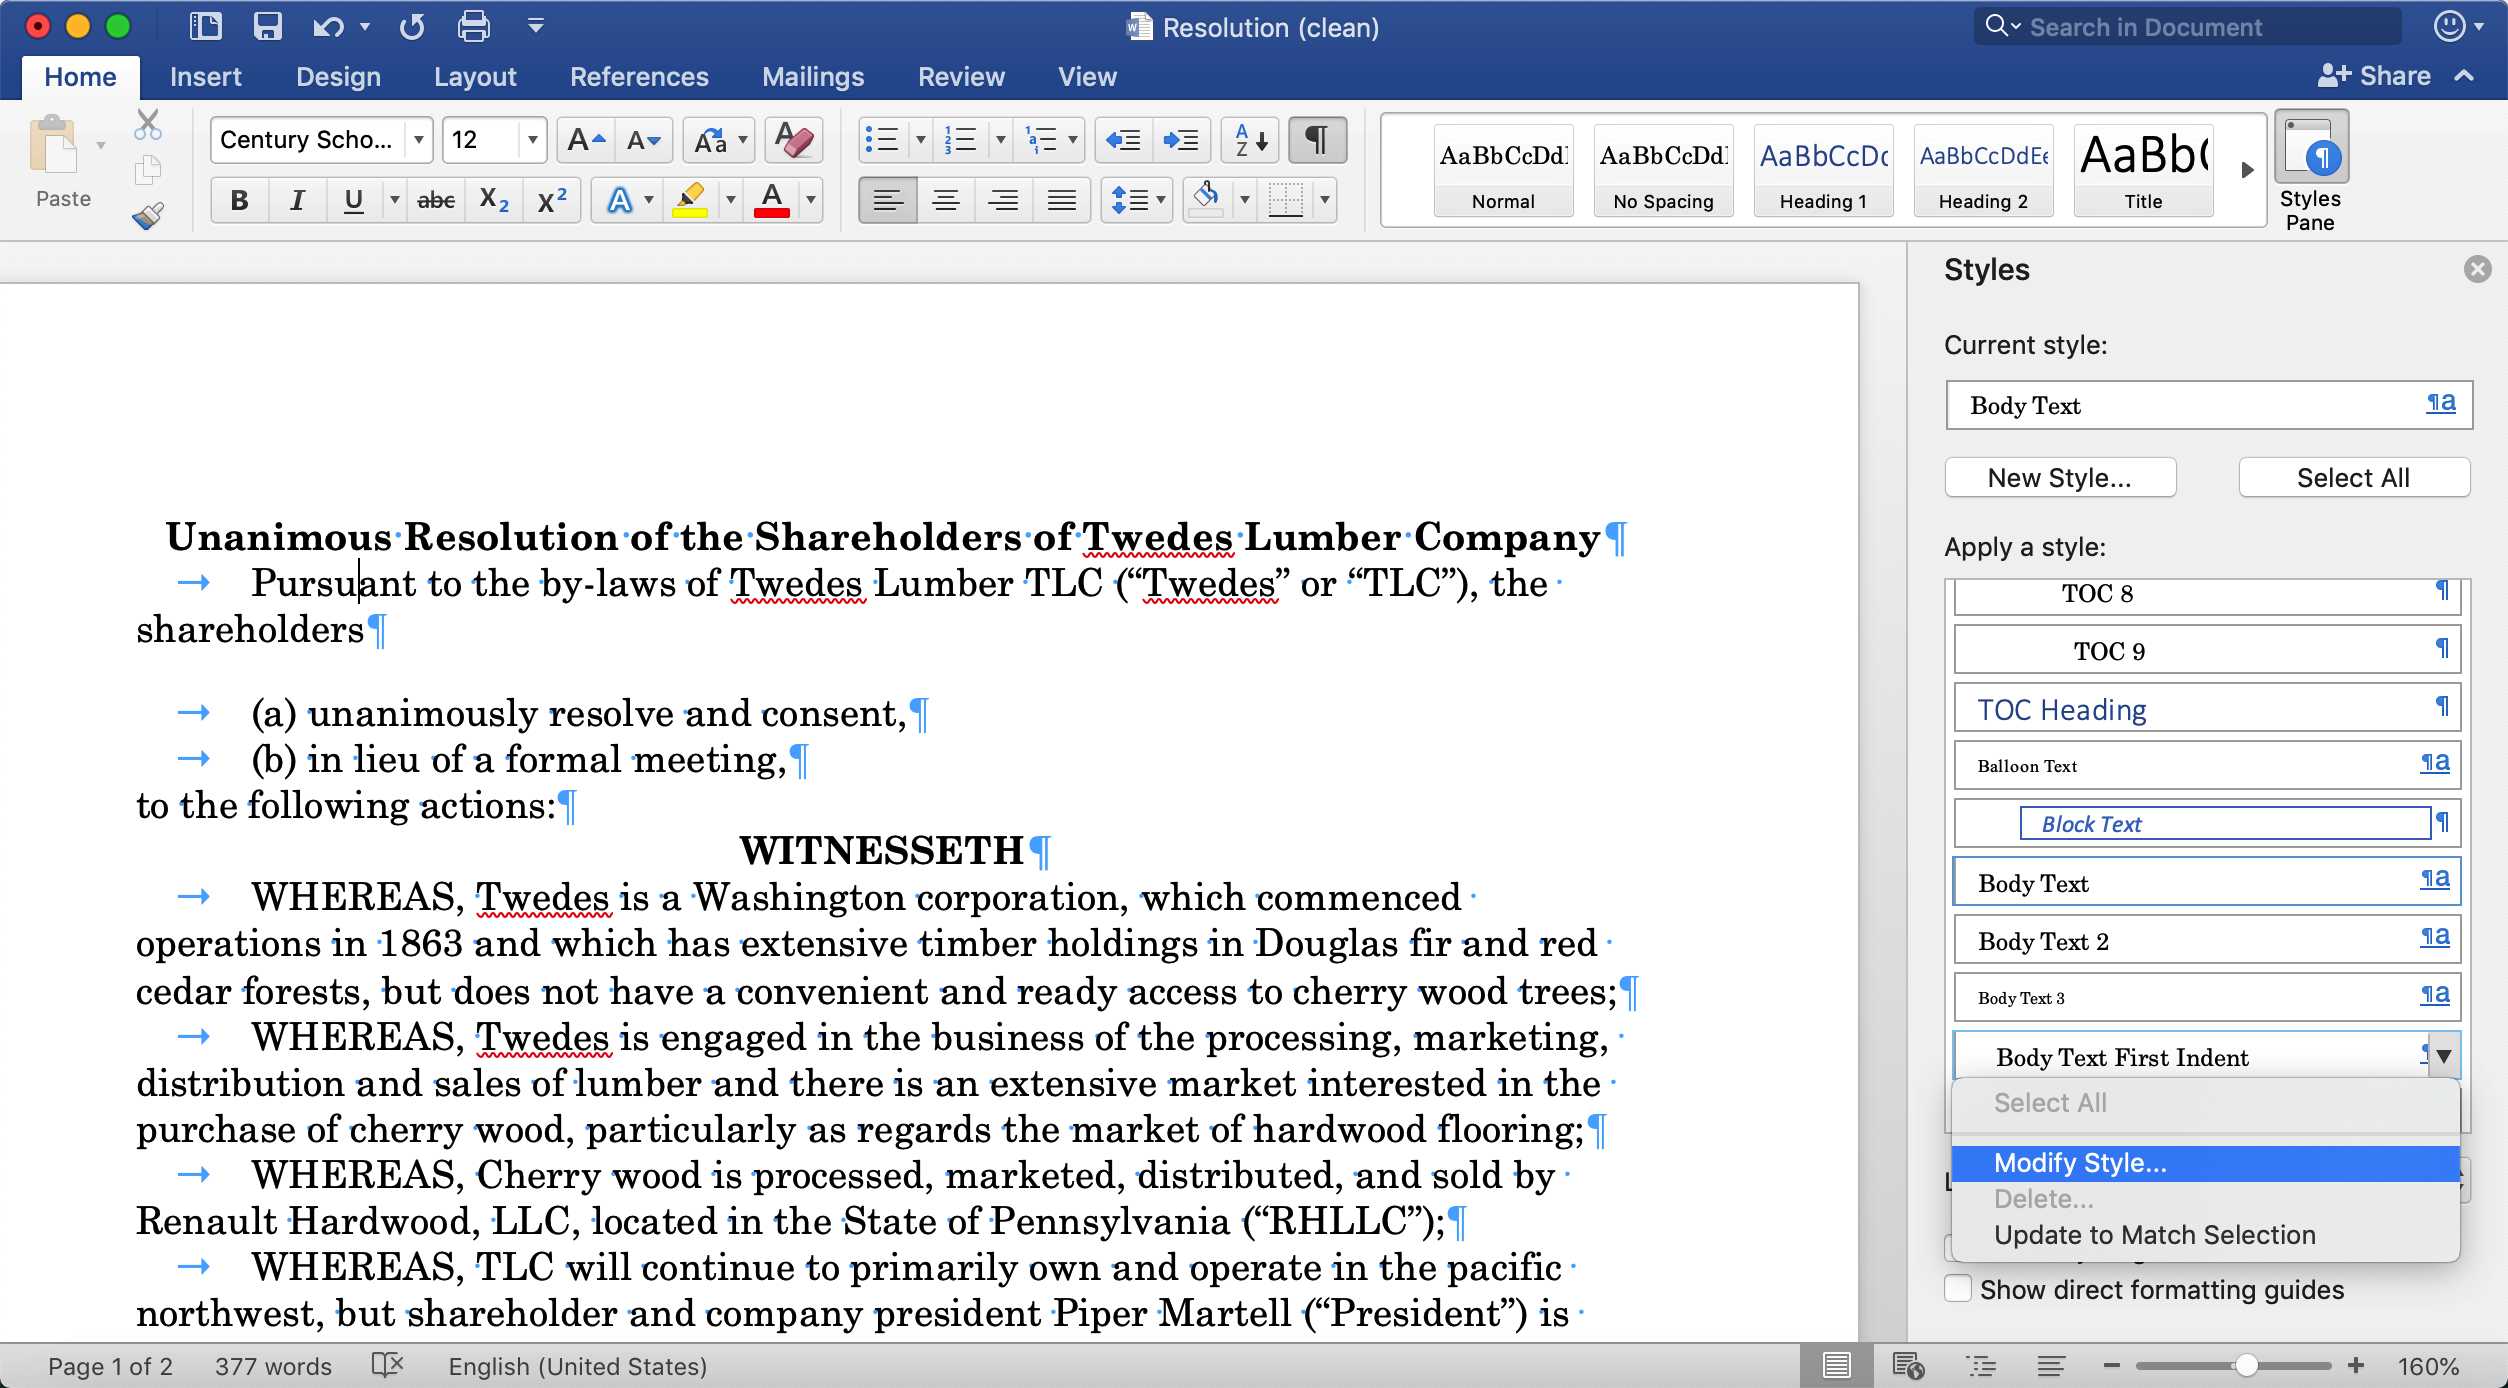 Resolution (clean)
Search in Document
Home Insert Design Layout References Mailings Review View
Share
Paste
Century Scho... 12
B I U abc X2 X2 A A
AaBbCcDd AaBbCcDd AaBbCcDc AaBbCcDdEe AaBb(
Normal No Spacing Heading 1 Heading 2 Title
Styles
Pane
Unanimous Resolution of the Shareholders of Twedes Lumber Company¶
Pursuant to the by-laws of Twedes Lumber TLC (“Twedes” or “TLC”), the
shareholders¶
(a) unanimously resolve and consent,¶
(b) in lieu of a formal meeting,¶
to the following actions:¶
WITNESSETH¶
WHEREAS, Twedes is a Washington corporation, which commenced
operations in 1863 and which has extensive timber holdings in Douglas fir and red
cedar forests, but does not have a convenient and ready access to cherry wood trees;¶
WHEREAS, Twedes is engaged in the business of the processing, marketing,
distribution and sales of lumber and there is an extensive market interested in the
purchase of cherry wood, particularly as regards the market of hardwood flooring;¶
WHEREAS, Cherry wood is processed, marketed, distributed, and sold by
Renault Hardwood, LLC, located in the State of Pennsylvania (“RHLLC”);¶
WHEREAS, TLC will continue to primarily own and operate in the pacific
northwest, but shareholder and company president Piper Martell (“President”) is
Styles
Current style:
Body Text ¶a
New Style... Select All
Apply a style:
TOC 8 ¶
TOC 9 ¶
TOC Heading ¶
Balloon Text ¶a
Block Text ¶
Body Text ¶a
Body Text 2 ¶a
Body Text 3 ¶a
Body Text First Indent
Select All
Modify Style...
Delete...
Update to Match Selection
Show direct formatting guides
Page 1 of 2 377 words English (United States) 160%